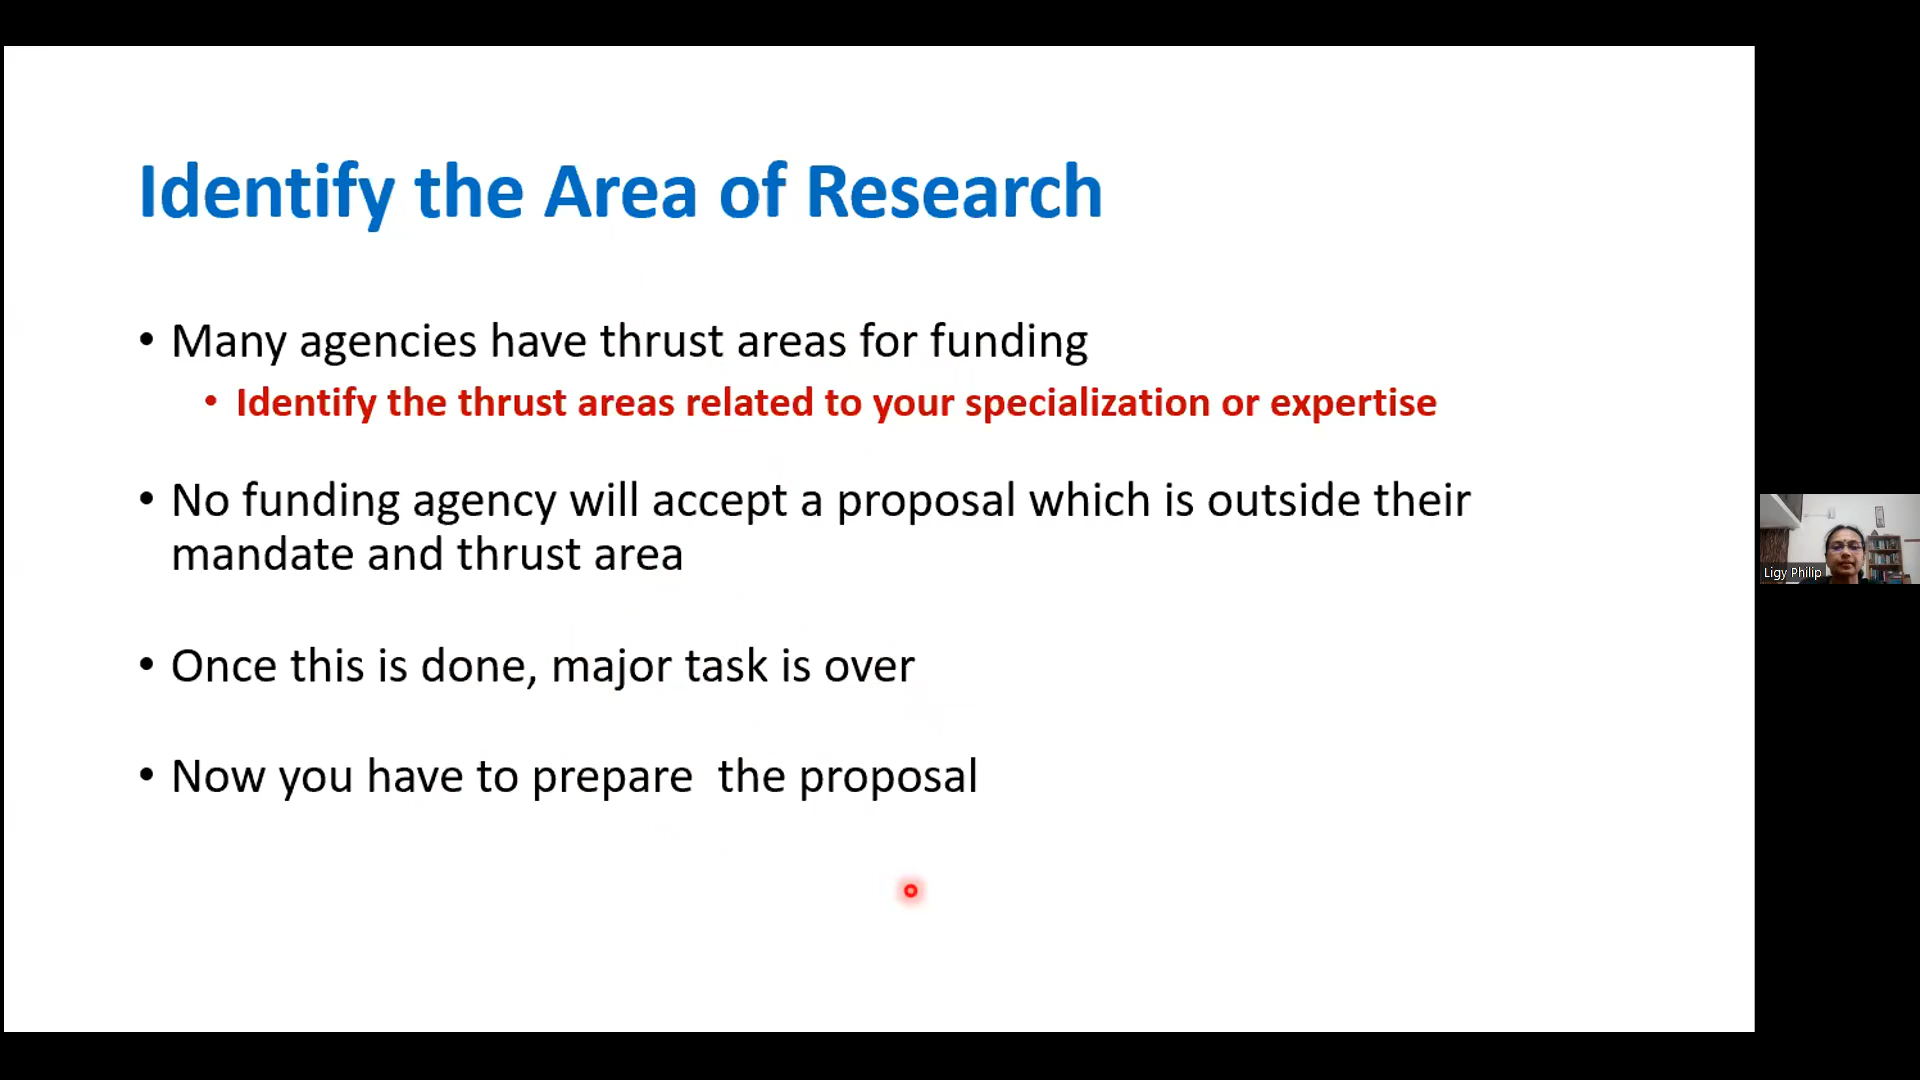 Identify the Area of Research
• Many agencies have thrust areas for funding
• Identify the thrust areas related to your specialization or expertise
• No funding agency will accept a proposal which is outside their
mandate and thrust area
• Once this is done, major task is over
• Now you have to prepare  the proposal
Ligy Philip